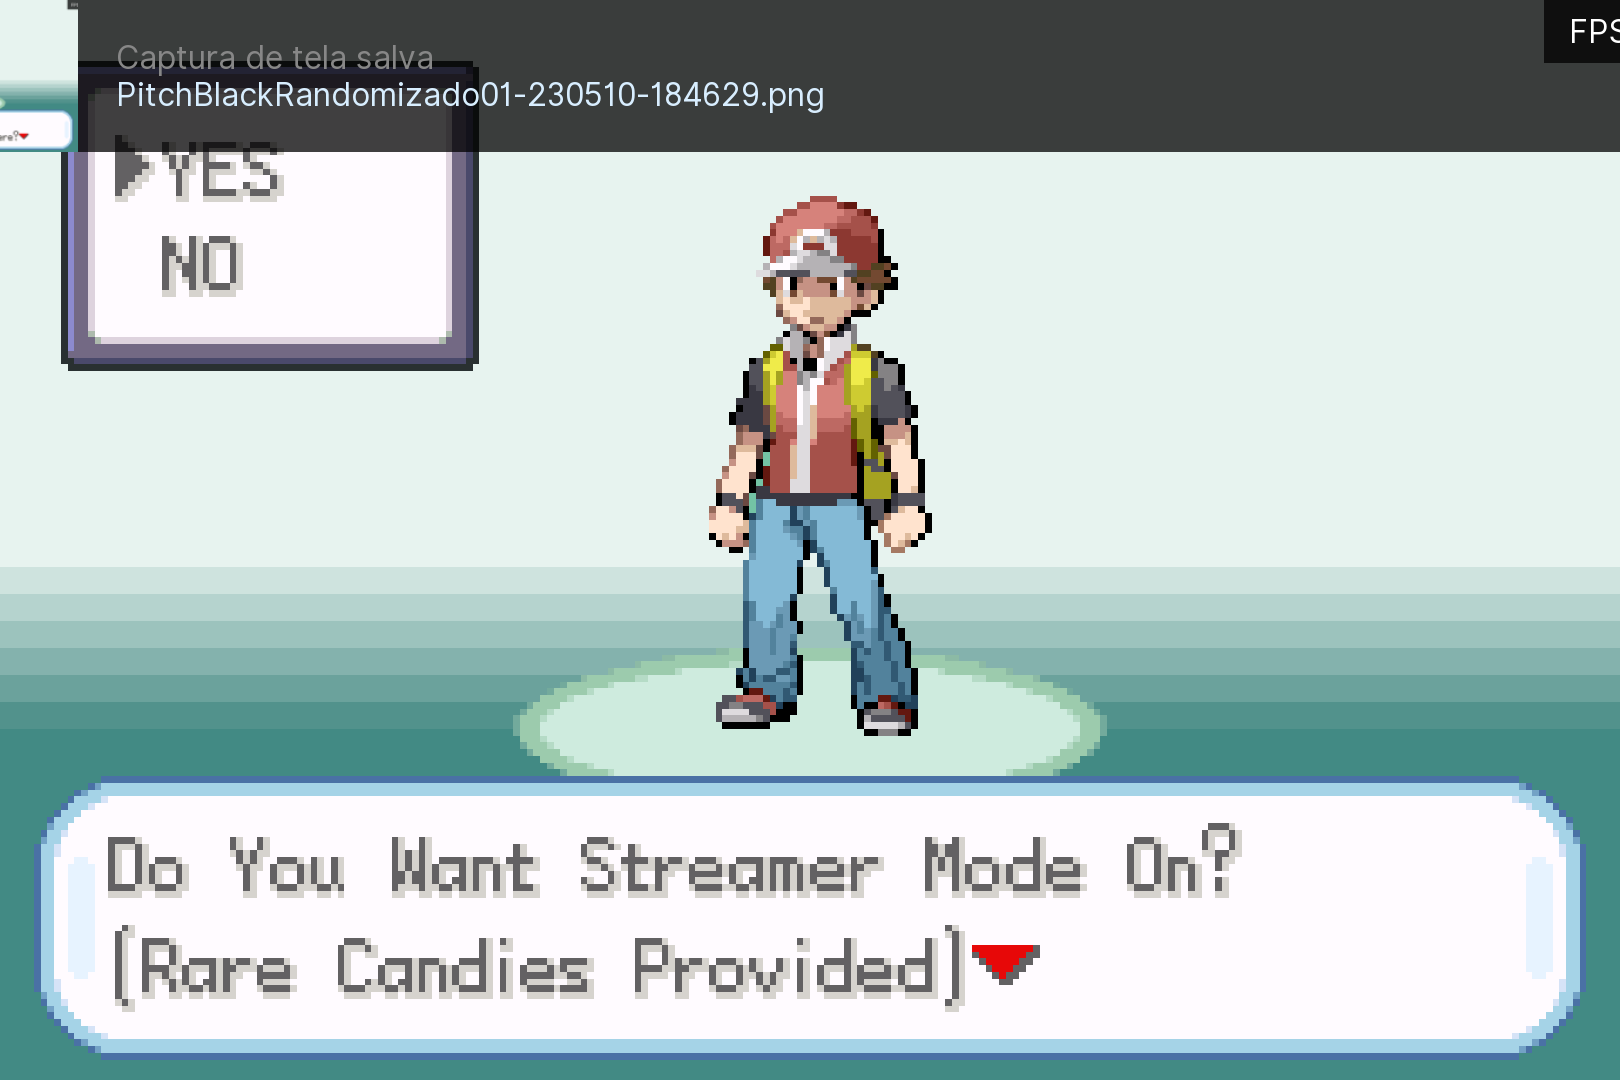 Captura de tela salva
PitchBlackRandomizado01-230510-184629.png
FPS
YES
NO
Do You Want Streamer Mode On?
(Rare Candies Provided)